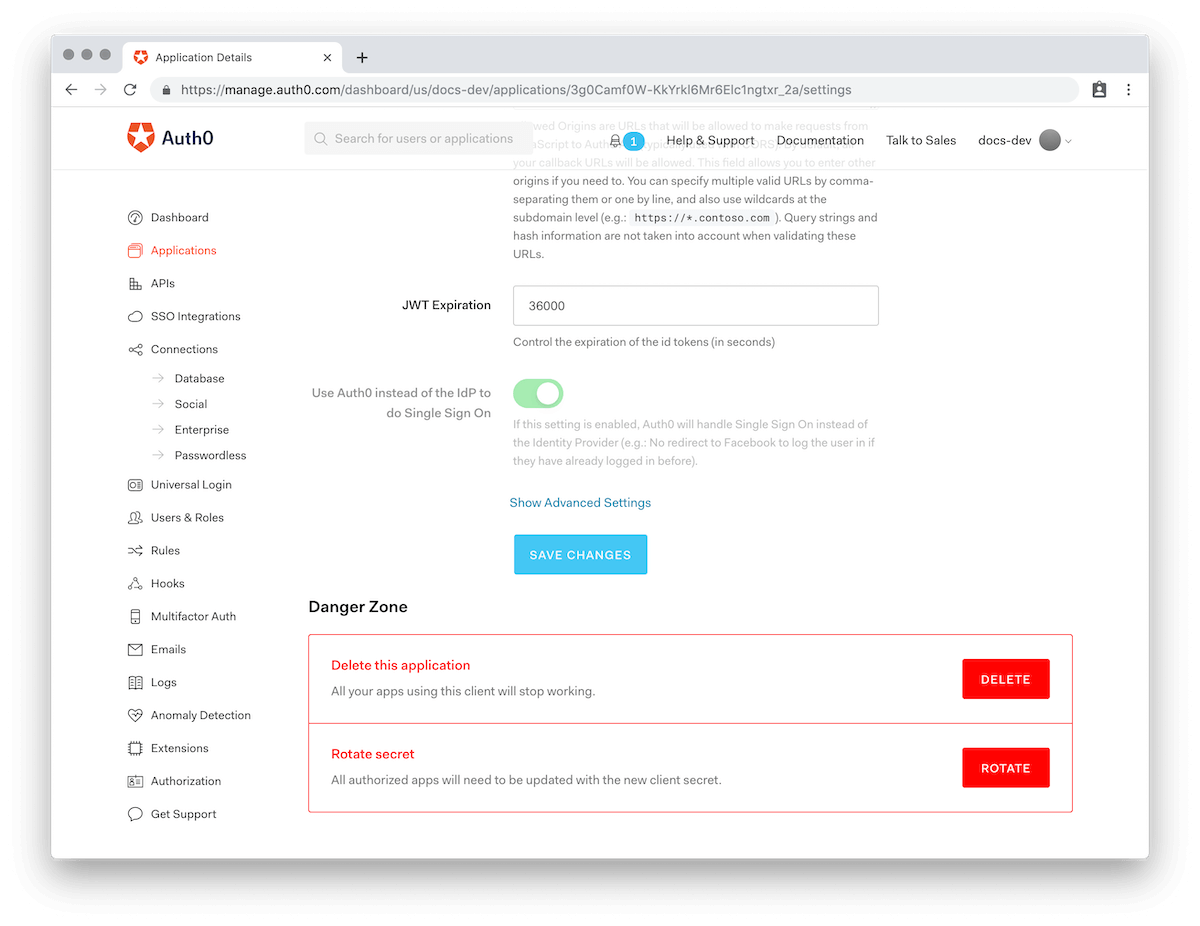 Application Details
https://manage.auth0.com/dashboard/us/docs-dev/applications/3g0Camf0W-KkYrkl6Mr6Elc1ngtxr_2a/settings
Auth0
Search for users or applications
1
Help & Support
Documentation
Talk to Sales
docs-dev
Origins are URLs that will be allowed to make requests from
your callback URLs will be allowed. This field allows you to enter other
origins if you need to. You can specify multiple valid URLs by comma-
separating them or one by line, and also use wildcards at the
subdomain level (e.g.: https://*.contoso.com ). Query strings and
hash information are not taken into account when validating these
URLs.
Dashboard
Applications
APIs
SSO Integrations
Connections
Database
Social
Enterprise
Passwordless
Universal Login
Users & Roles
Rules
Hooks
Multifactor Auth
Emails
Logs
Anomaly Detection
Extensions
Authorization
Get Support
JWT Expiration
36000
Control the expiration of the id tokens (in seconds)
Use Auth0 instead of the IdP to
do Single Sign On
If this setting is enabled, Auth0 will handle Single Sign On instead of
the Identity Provider (e.g.: No redirect to Facebook to log the user in if
they have already logged in before).
Show Advanced Settings
SAVE CHANGES
Danger Zone
Delete this application
All your apps using this client will stop working.
DELETE
Rotate secret
All authorized apps will need to be updated with the new client secret.
ROTATE